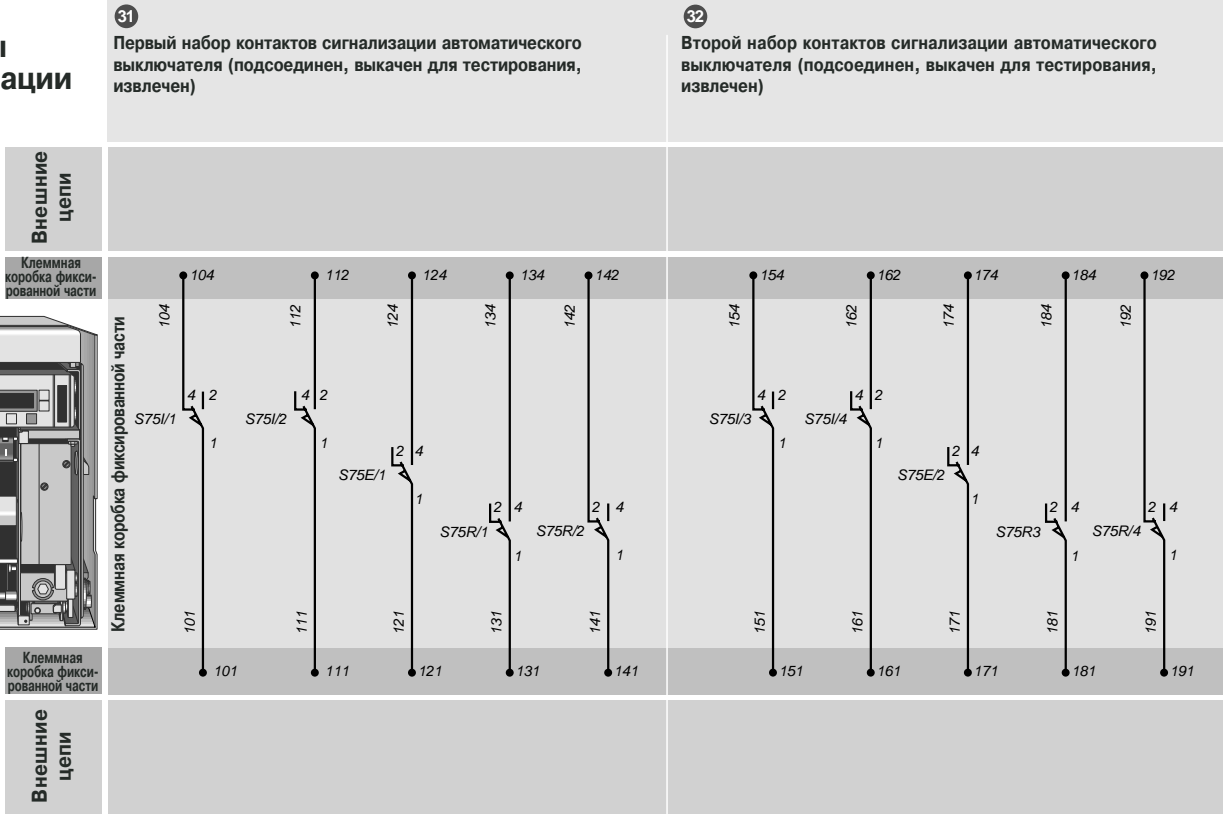 ации
31
Первый набор контактов сигнализации автоматического
выключателя (подсоединен, выкачен для тестирования,
извлечен)
32
Второй набор контактов сигнализации автоматического
выключателя (подсоединен, выкачен для тестирования,
извлечен)
Внешние
цепи
Клеммная
коробка фикси-
рованной части
104 112 124 134 142 154 162 174 184 192
104 112 124 134 142 154 162 174 184 192
Клеммная коробка фиксированной части
4 2 4 2 4 2 4 2
S75I/1 S75I/2 S75I/3 S75I/4
1 1 1 1
2 4 2 4
S75E/1 S75E/2
1 1
2 4 2 4 2 4 2 4
S75R/1 S75R/2 S75R3 S75R/4
1 1 1 1
101 111 121 131 141 151 161 171 181 191
101 111 121 131 141 151 161 171 181 191
Клеммная
коробка фикси-
рованной части
Внешние
цепи